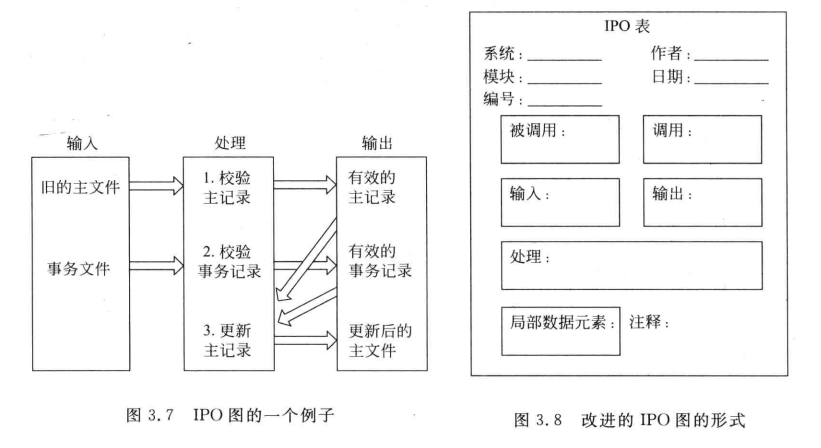 输入 处理 输出
旧的主文件
1. 校验
主记录
有效的
主记录
事务文件
2. 校验
事务记录
有效的
事务记录
3. 更新
主记录
更新后的
主文件
图 3.7 IPO 图的一个例子
IPO 表
系统：________ 作者：________
模块：________ 日期：________
编号：________
被调用： 调用：
输入： 输出：
处理：
局部数据元素： 注释：
图 3.8 改进的 IPO 图的形式